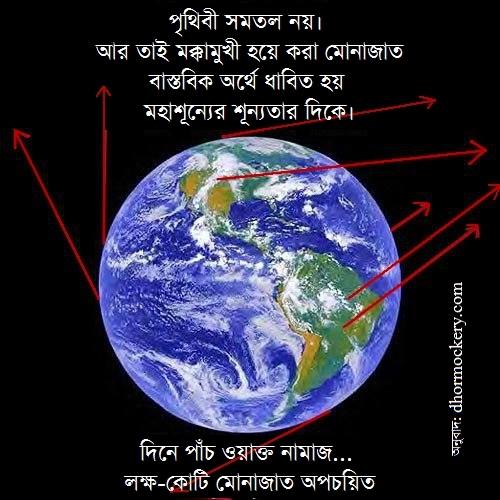 পৃথিবী সমতল নয়।
আর তাই মক্কামুখী হয়ে করা মোনাজাত
বাস্তবিক অর্থে ধাবিত হয়
মহাশূন্যের শূন্যতার দিকে।
অনুবাদ: dhormockery.com
দিনে পাঁচ ওয়াক্ত নামাজ...
লক্ষ-কোটি মোনাজাত অপচয়িত